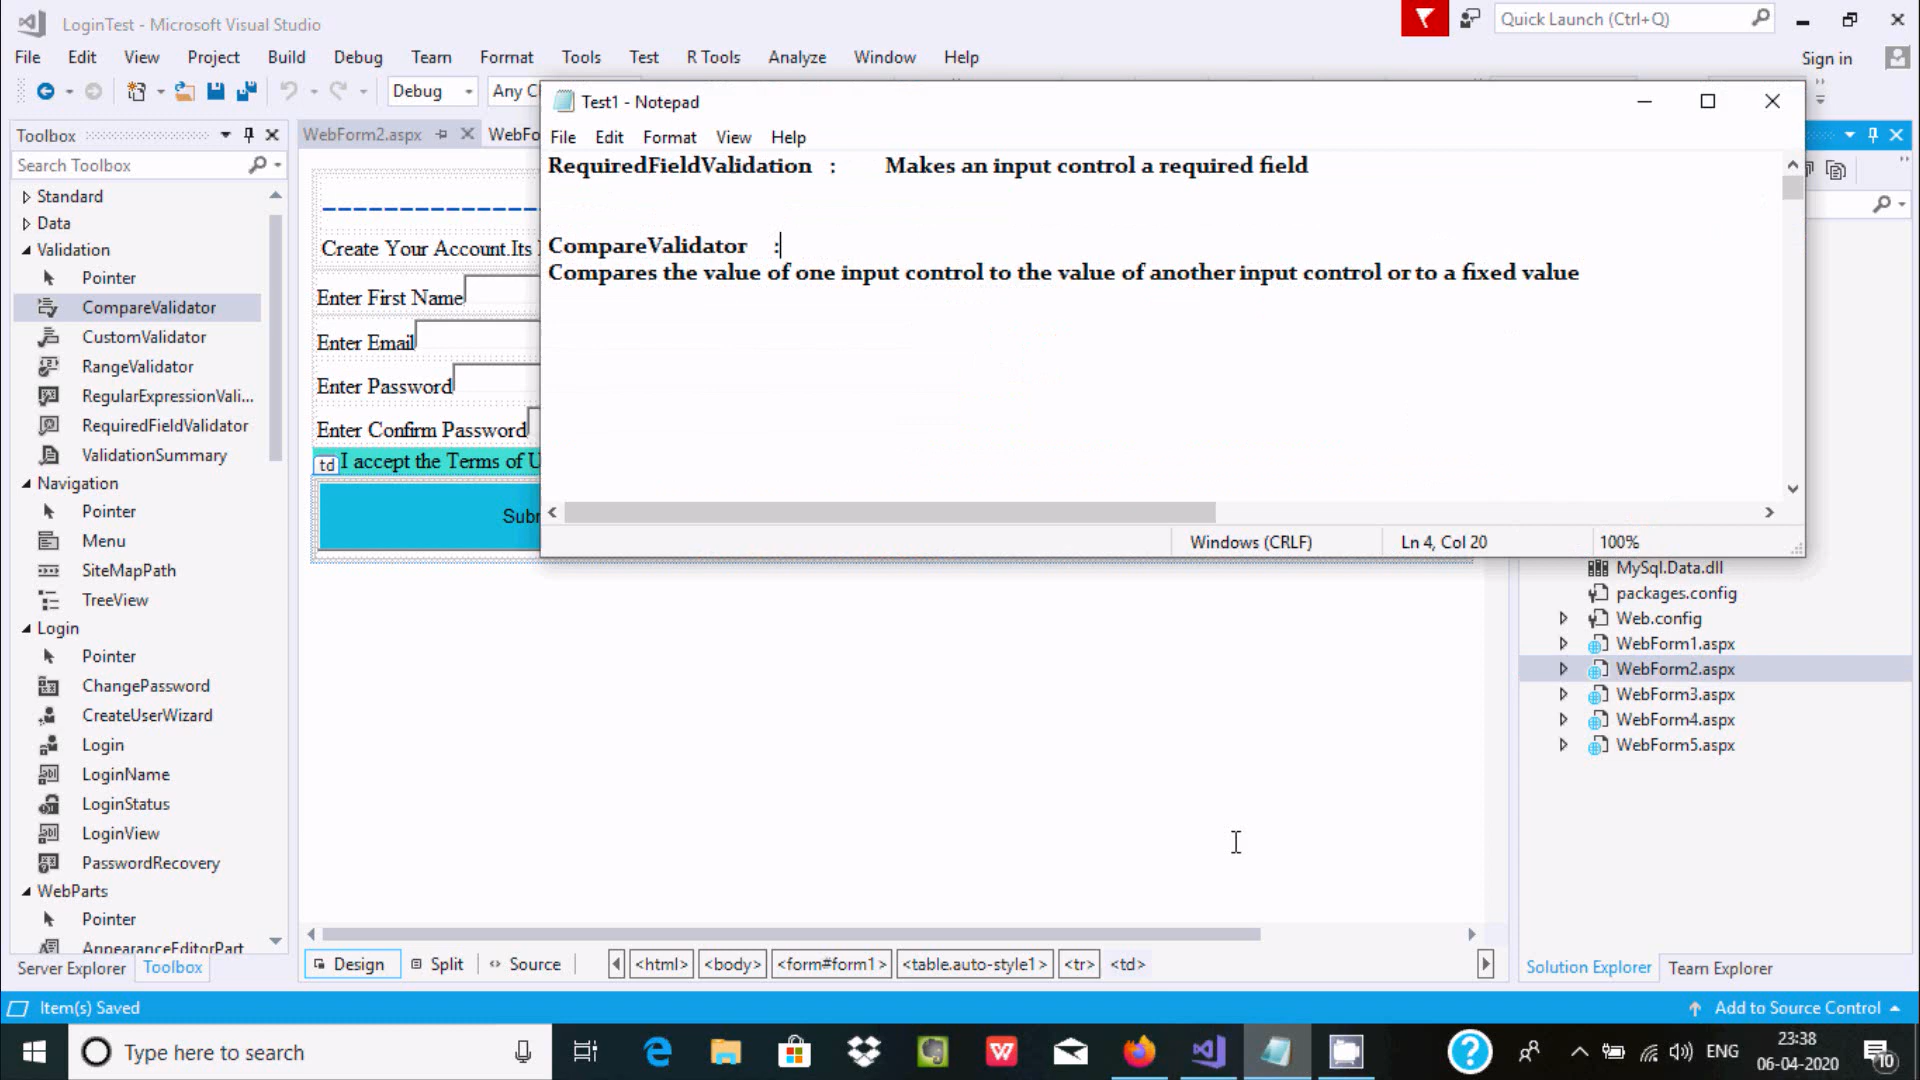 LoginTest - Microsoft Visual Studio
Quick Launch (Ctrl+Q)
File Edit View Project Build Debug Team Format Tools Test R Tools Analyze Window Help
Sign in
Debug
Any C
Toolbox
Search Toolbox
Standard
Data
Validation
Pointer
CompareValidator
CustomValidator
RangeValidator
RegularExpressionVali...
RequiredFieldValidator
ValidationSummary
Navigation
Pointer
Menu
SiteMapPath
TreeView
Login
Pointer
ChangePassword
CreateUserWizard
Login
LoginName
LoginStatus
LoginView
PasswordRecovery
WebParts
Pointer
AppearanceEditorPart
Server Explorer Toolbox
WebForm2.aspx WebFo
Create Your Account.Its
Enter First Name
Enter Email
Enter Password
Enter Confirm Password
td
I accept the Terms of U
Subm
Test1 - Notepad
File Edit Format View Help
RequiredFieldValidation : Makes an input control a required field
CompareValidator :
Compares the value of one input control to the value of another input control or to a fixed value
Windows (CRLF) Ln 4, Col 20 100%
MySql.Data.dll
packages.config
Web.config
WebForm1.aspx
WebForm2.aspx
WebForm3.aspx
WebForm4.aspx
WebForm5.aspx
Design Split Source <html> <body> <form#form1> <table.auto-style1> <tr> <td>
Solution Explorer Team Explorer
Item(s) Saved
Add to Source Control
Type here to search
ENG
23:38
06-04-2020
10